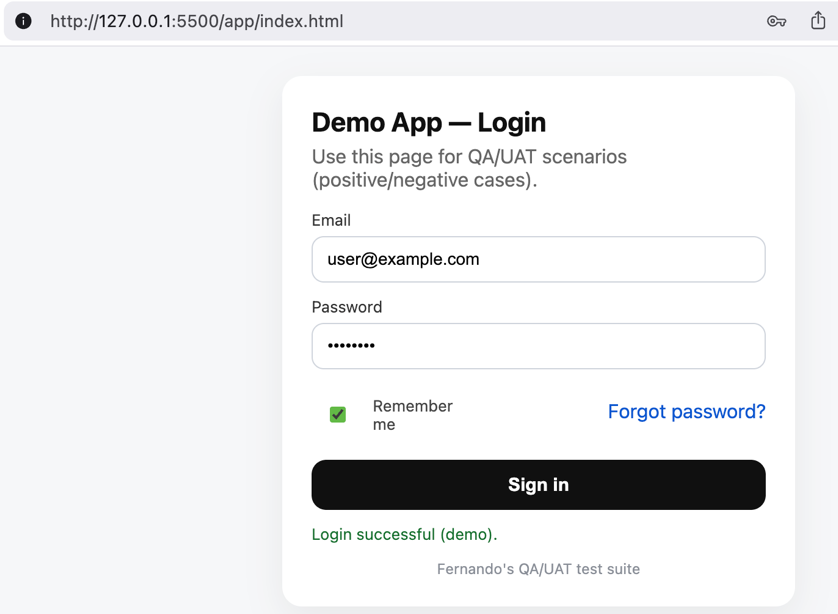 http://127.0.0.1:5500/app/index.html
Demo App — Login
Use this page for QA/UAT scenarios
(positive/negative cases).
Email
user@example.com
Password
••••••••
Remember
me
Forgot password?
Sign in
Login successful (demo).
Fernando's QA/UAT test suite